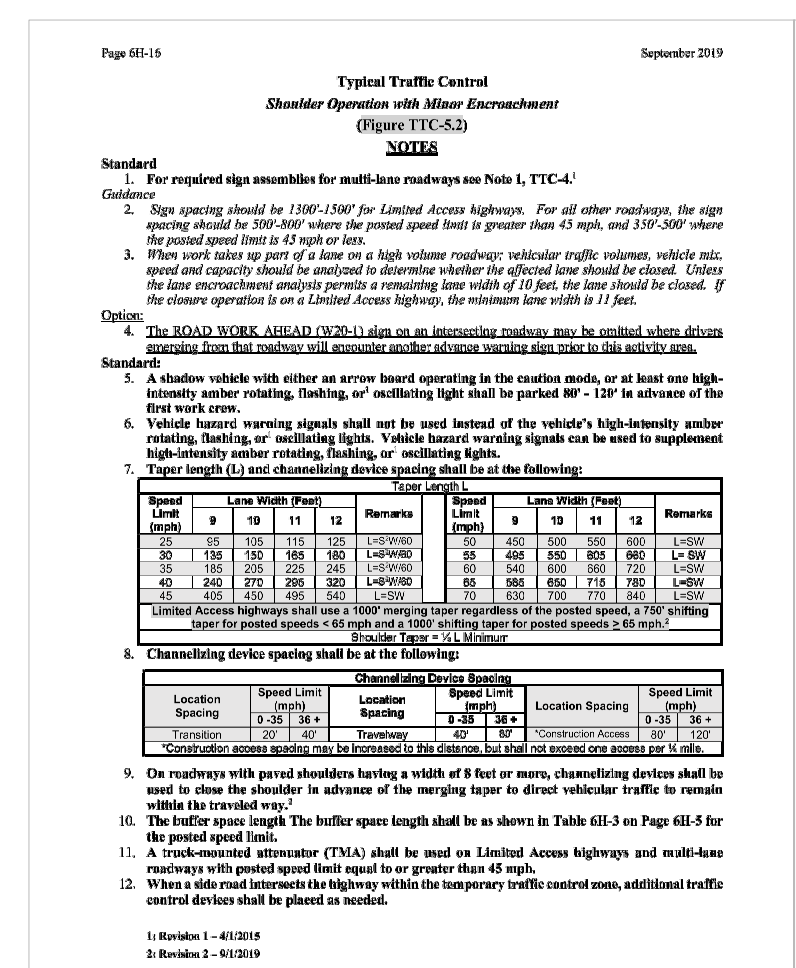 Page 6H-16 September 2019
Typical Traffic Control
Shoulder Operation with Minor Encroachment
(Figure TTC-5.2)
NOTES
Standard
1. For required sign assemblies for multi-lane roadways see Note 1, TTC-4.¹
Guidance
2. Sign spacing should be 1300'-1500' for Limited Access highways. For all other roadways, the sign
spacing should be 500'-800' where the posted speed limit is greater than 45 mph, and 350'-500' where
the posted speed limit is 45 mph or less.
3. When work takes up part of a lane on a high volume roadway; vehicular traffic volumes, vehicle mix,
speed and capacity should be analyzed to determine whether the affected lane should be closed. Unless
the lane encroachment analysis permits a remaining lane width of 10 feet, the lane should be closed. If
the closure operation is on a Limited Access highway, the minimum lane width is 11 feet.
Option:
4. The ROAD WORK AHEAD (W20-1) sign on an intersecting roadway may be omitted where drivers
emerging from that roadway will encounter another advance warning sign prior to this activity area.
Standard:
5. A shadow vehicle with either an arrow board operating in the caution mode, or at least one high-
intensity amber rotating, flashing, or¹ oscillating light shall be parked 80' - 120' in advance of the
first work crew.
6. Vehicle hazard warning signals shall not be used instead of the vehicle's high-intensity amber
rotating, flashing, or¹ oscillating lights. Vehicle hazard warning signals can be used to supplement
high-intensity amber rotating, flashing, or¹ oscillating lights.
7. Taper length (L) and channelizing device spacing shall be at the following:
Taper Length L
Speed Limit (mph) Lane Width (Feet) Remarks Speed Limit (mph) Lane Width (Feet) Remarks
9 10 11 12 9 10 11 12
25 95 105 115 125 L=S²W/60 50 450 500 550 600 L=SW
30 135 150 165 180 L=S²W/60 55 495 550 605 660 L= SW
35 185 205 225 245 L=S²W/60 60 540 600 660 720 L=SW
40 240 270 295 320 L=S²W/60 65 585 650 715 780 L=SW
45 405 450 495 540 L=SW 70 630 700 770 840 L=SW
Limited Access highways shall use a 1000' merging taper regardless of the posted speed, a 750' shifting
taper for posted speeds < 65 mph and a 1000' shifting taper for posted speeds ≥ 65 mph.²
Shoulder Taper = ⅓ L Minimum
8. Channelizing device spacing shall be at the following:
Channelizing Device Spacing
Location Spacing Speed Limit (mph) Location Spacing Speed Limit (mph) Location Spacing Speed Limit (mph)
0 -35 36 + 0 -35 36 + 0 -35 36 +
Transition 20' 40' Travelway 40' 80' *Construction Access 80' 120'
*Construction access spacing may be increased to this distance, but shall not exceed one access per ¼ mile.
9. On roadways with paved shoulders having a width of 8 feet or more, channelizing devices shall be
used to close the shoulder in advance of the merging taper to direct vehicular traffic to remain
within the traveled way.²
10. The buffer space length The buffer space length shall be as shown in Table 6H-3 on Page 6H-5 for
the posted speed limit.
11. A truck-mounted attenuator (TMA) shall be used on Limited Access highways and multi-lane
roadways with posted speed limit equal to or greater than 45 mph.
12. When a side road intersects the highway within the temporary traffic control zone, additional traffic
control devices shall be placed as needed.
1: Revision 1 – 4/1/2015
2: Revision 2 – 9/1/2019